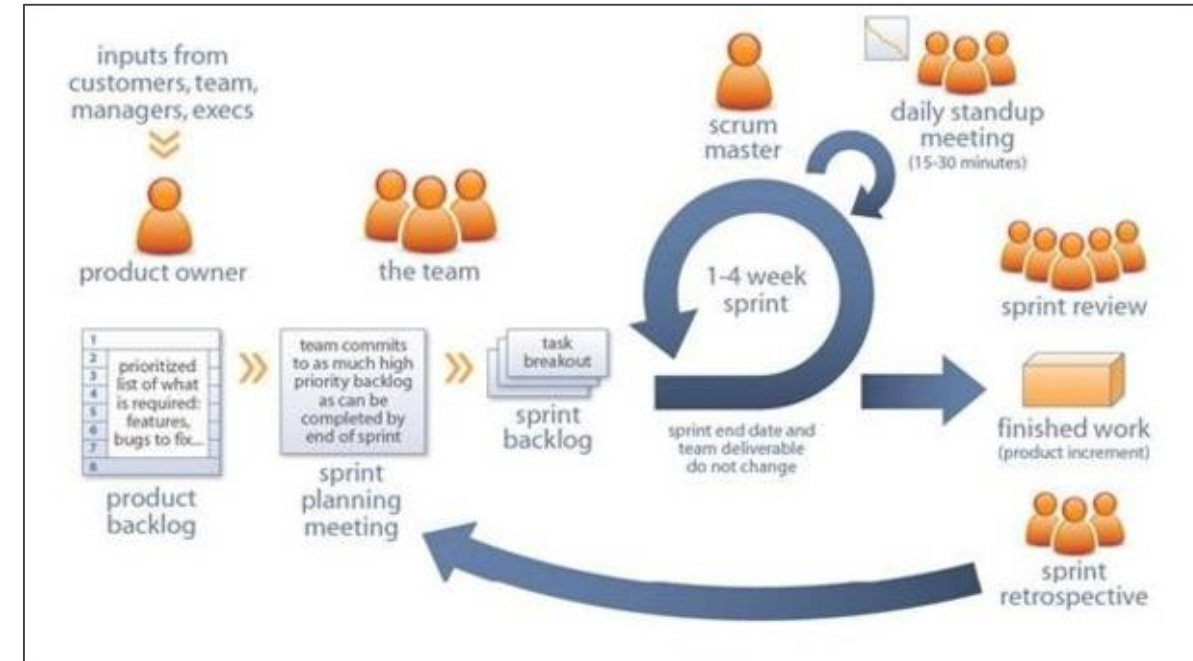 inputs from
customers, team,
managers, execs
product owner
the team
scrum
master
daily standup
meeting
(15-30 minutes)
1-4 week
sprint
sprint review
1
2
3
4
5
6
7
8
prioritized
list of what
is required:
features,
bugs to fix...
product
backlog
team commits
to as much high
priority backlog
as can be
completed by
end of sprint
sprint
planning
meeting
task
breakout
sprint
backlog
sprint end date and
team deliverable
do not change
finished work
(product increment)
sprint
retrospective